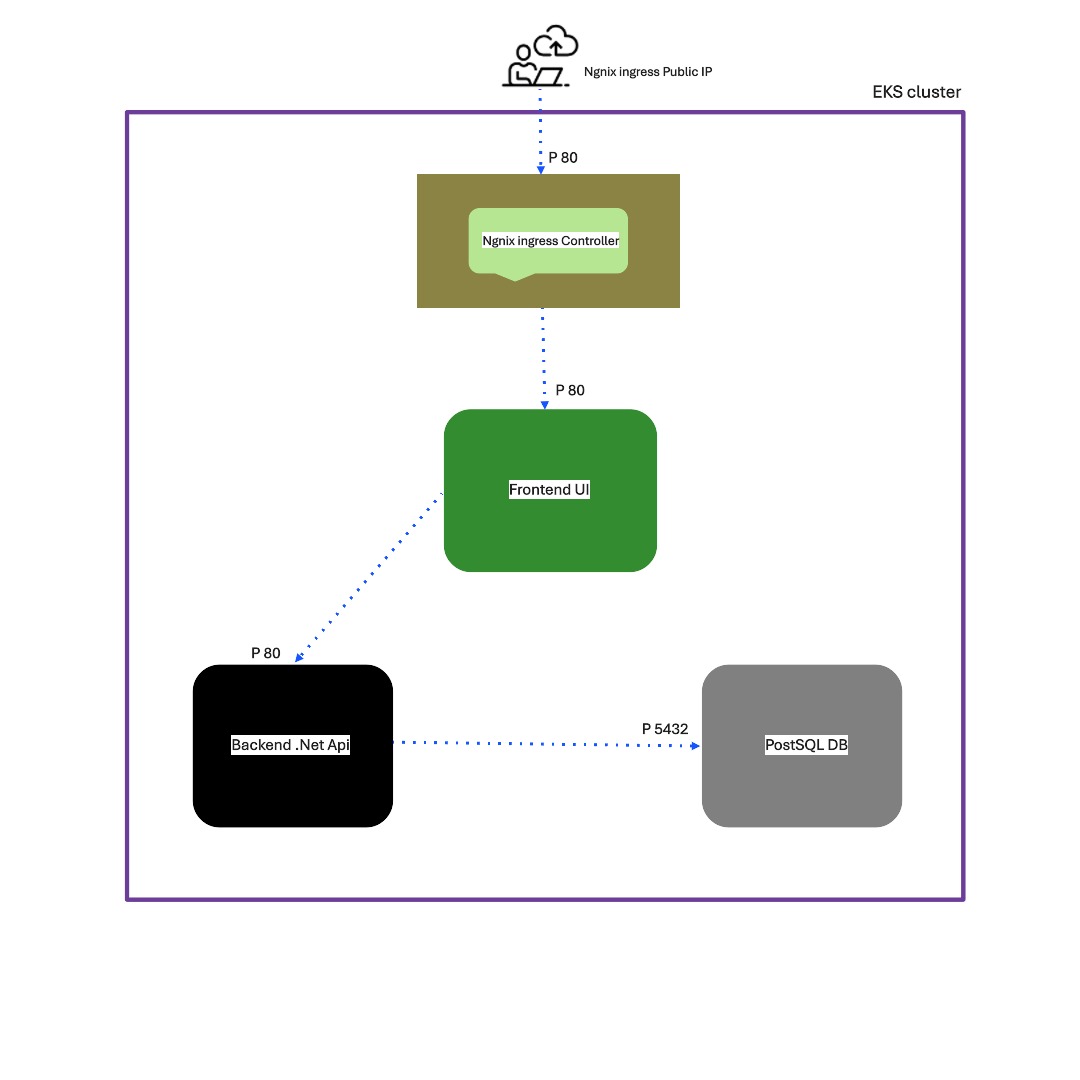 Ngnix ingress Public IP
EKS cluster
P 80
Ngnix ingress Controller
P 80
Frontend UI
P 80
Backend .Net Api
P 5432
PostSQL DB